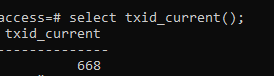 access=# select txid_current();
txid_current
--------------
668